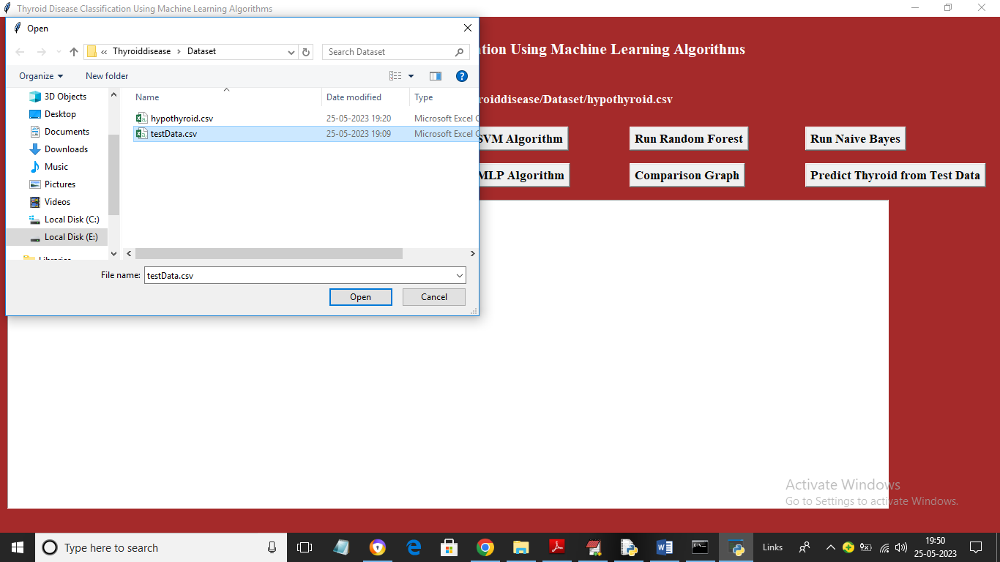 Thyroid Disease Classification Using Machine Learning Algorithms
Open
« Thyroiddisease > Dataset
Search Dataset
tion Using Machine Learning Algorithms
Organize
New folder
roiddisease/Dataset/hypothyroid.csv
3D Objects
Desktop
Documents
Downloads
Music
Pictures
Videos
Local Disk (C:)
Local Disk (E:)
Libraries
Name
Date modified
Type
hypothyroid.csv
25-05-2023 19:20
Microsoft Excel C
testData.csv
25-05-2023 19:09
Microsoft Excel C
File name:
testData.csv
Open
Cancel
SVM Algorithm
Run Random Forest
Run Naive Bayes
MLP Algorithm
Comparison Graph
Predict Thyroid from Test Data
Activate Windows
Go to Settings to activate Windows.
Type here to search
Links
19:50
25-05-2023